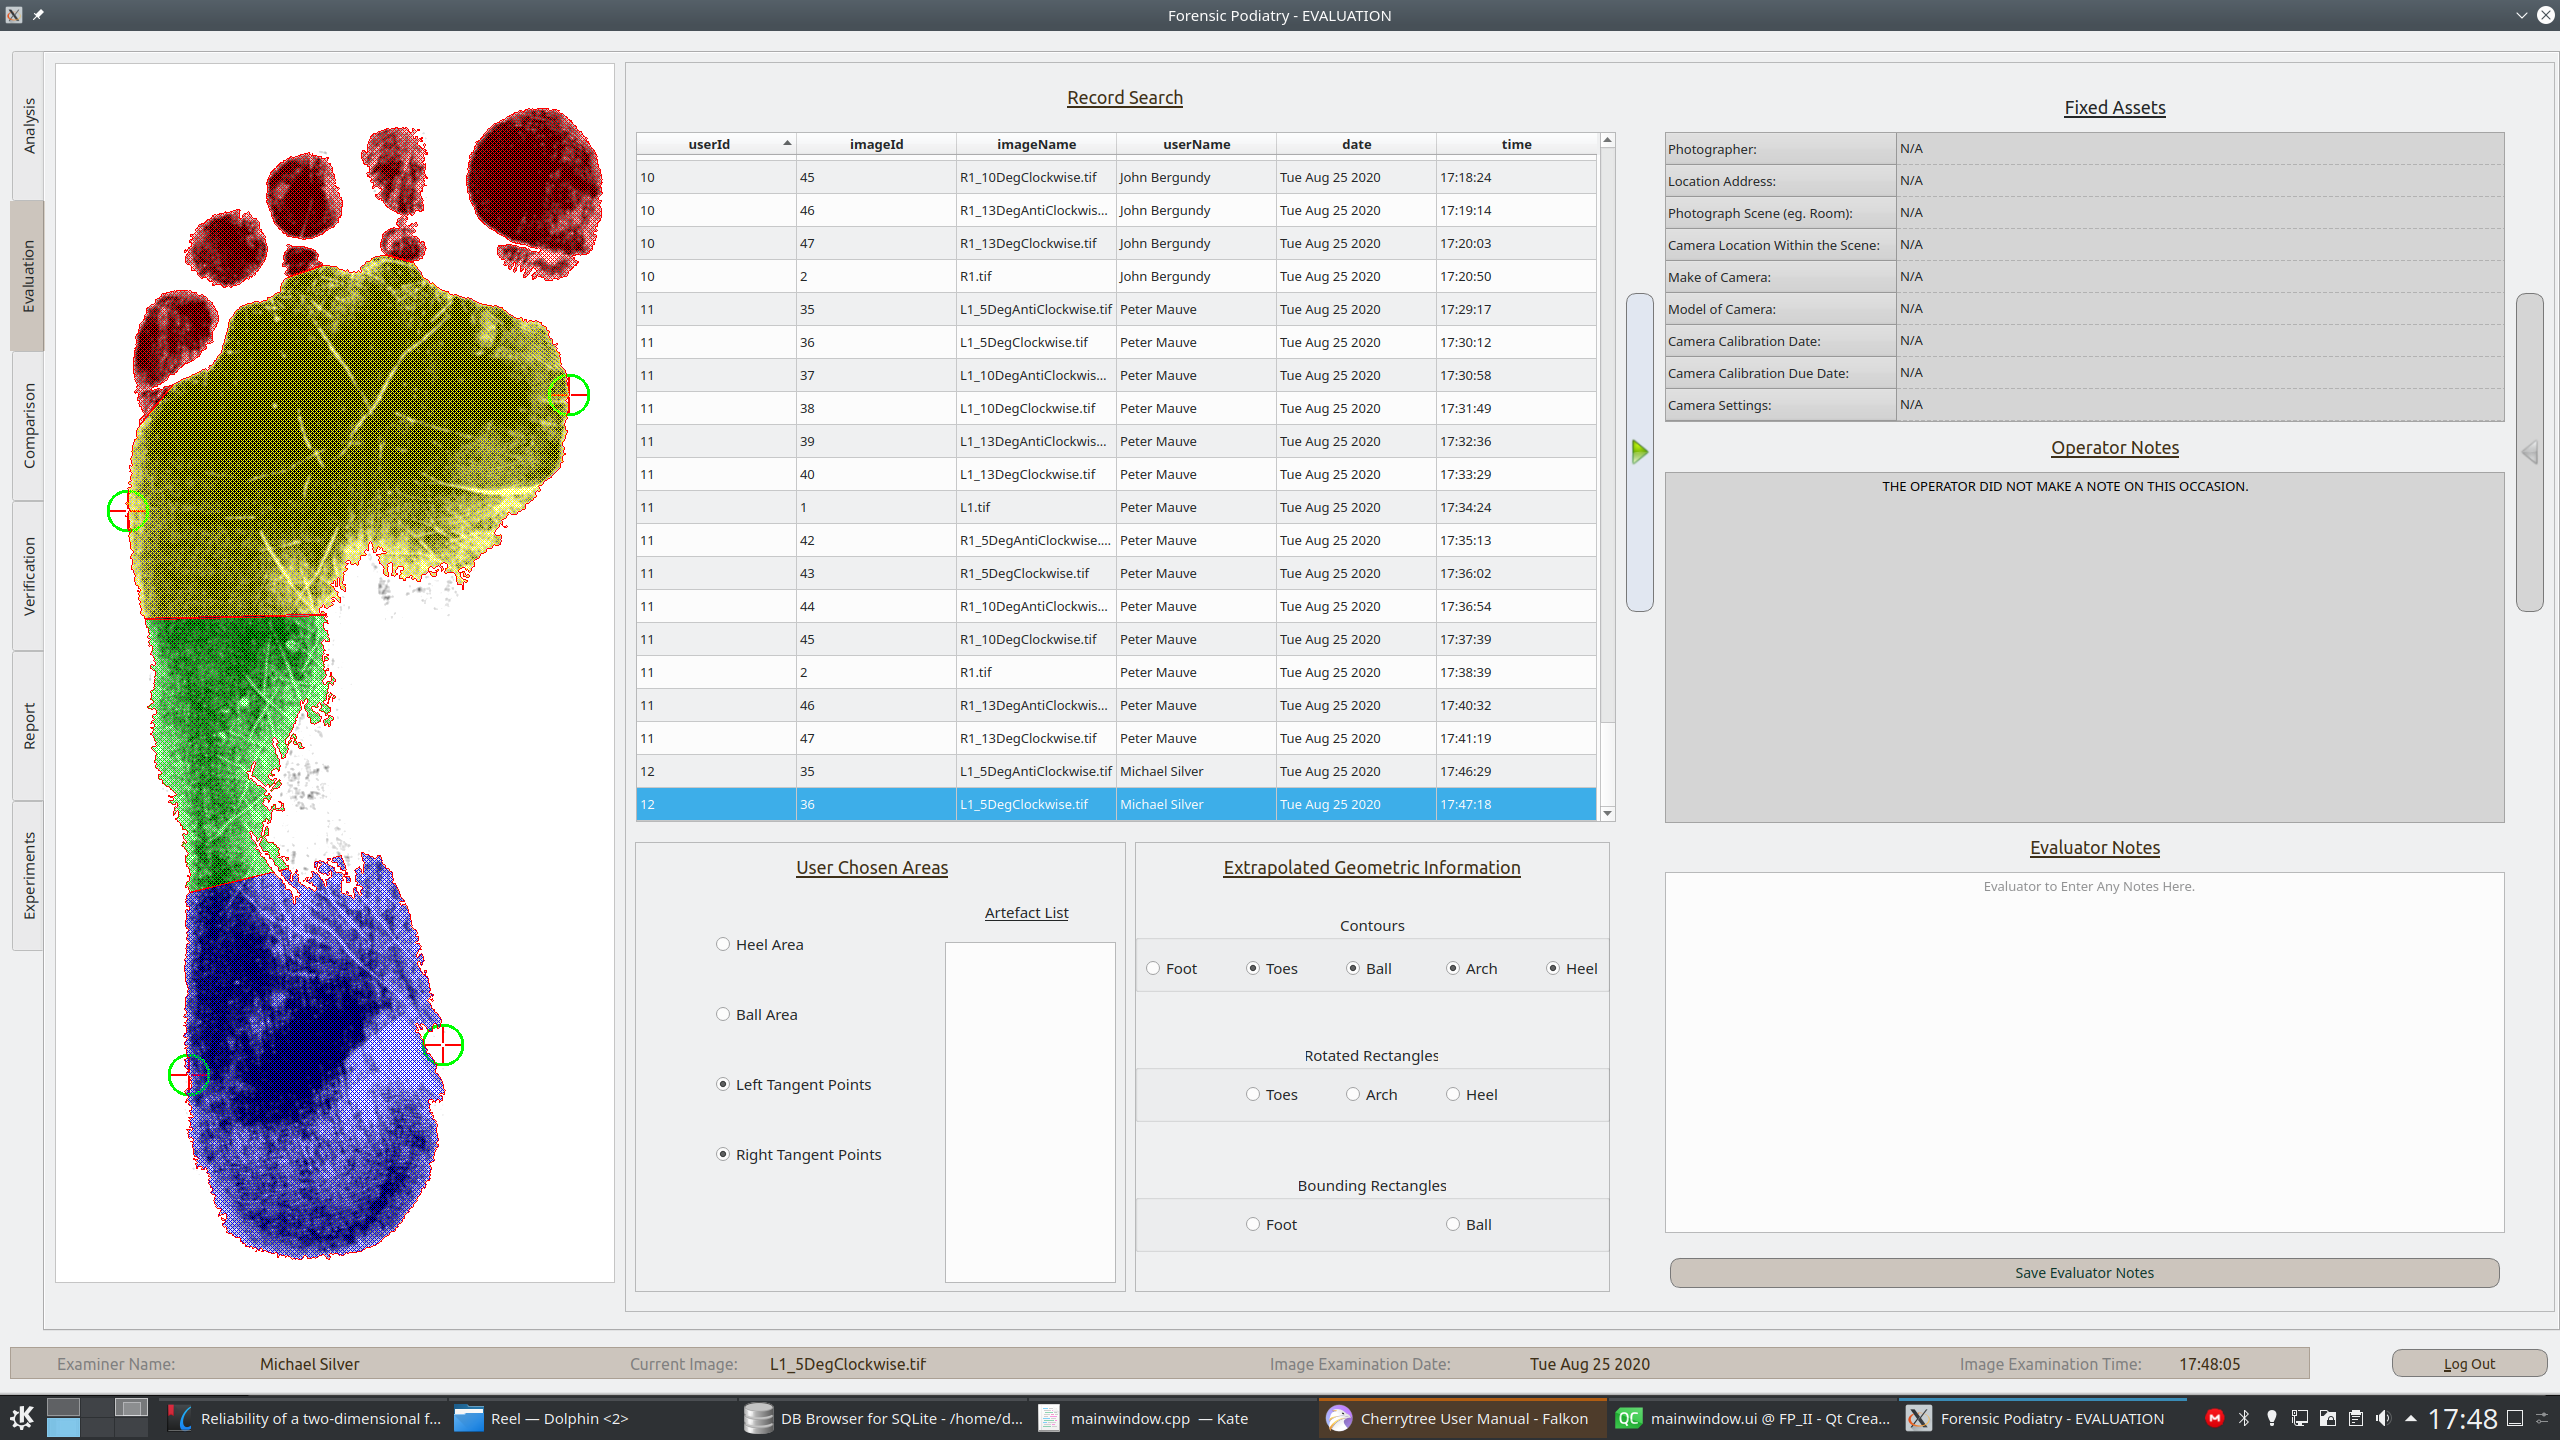 Forensic Podiatry - EVALUATION
Analysis
Evaluation
Comparison
Verification
Report
Experiments
Record Search
userId imageId imageName userName date time
10 45 R1_10DegClockwise.tif John Bergundy Tue Aug 25 2020 17:18:24
10 46 R1_13DegAntiClockwis... John Bergundy Tue Aug 25 2020 17:19:14
10 47 R1_13DegClockwise.tif John Bergundy Tue Aug 25 2020 17:20:03
10 2 R1.tif John Bergundy Tue Aug 25 2020 17:20:50
11 35 L1_5DegAntiClockwise.tif Peter Mauve Tue Aug 25 2020 17:29:17
11 36 L1_5DegClockwise.tif Peter Mauve Tue Aug 25 2020 17:30:12
11 37 L1_10DegAntiClockwis... Peter Mauve Tue Aug 25 2020 17:30:58
11 38 L1_10DegClockwise.tif Peter Mauve Tue Aug 25 2020 17:31:49
11 39 L1_13DegAntiClockwis... Peter Mauve Tue Aug 25 2020 17:32:36
11 40 L1_13DegClockwise.tif Peter Mauve Tue Aug 25 2020 17:33:29
11 1 L1.tif Peter Mauve Tue Aug 25 2020 17:34:24
11 42 R1_5DegAntiClockwise.... Peter Mauve Tue Aug 25 2020 17:35:13
11 43 R1_5DegClockwise.tif Peter Mauve Tue Aug 25 2020 17:36:02
11 44 R1_10DegAntiClockwis... Peter Mauve Tue Aug 25 2020 17:36:54
11 45 R1_10DegClockwise.tif Peter Mauve Tue Aug 25 2020 17:37:39
11 2 R1.tif Peter Mauve Tue Aug 25 2020 17:38:39
11 46 R1_13DegAntiClockwis... Peter Mauve Tue Aug 25 2020 17:40:32
11 47 R1_13DegClockwise.tif Peter Mauve Tue Aug 25 2020 17:41:19
12 35 L1_5DegAntiClockwise.tif Michael Silver Tue Aug 25 2020 17:46:29
12 36 L1_5DegClockwise.tif Michael Silver Tue Aug 25 2020 17:47:18
User Chosen Areas
Artefact List
Heel Area
Ball Area
Left Tangent Points
Right Tangent Points
Extrapolated Geometric Information
Contours
Foot Toes Ball Arch Heel
Rotated Rectangles
Toes Arch Heel
Bounding Rectangles
Foot Ball
Fixed Assets
Photographer: N/A
Location Address: N/A
Photograph Scene (eg. Room): N/A
Camera Location Within the Scene: N/A
Make of Camera: N/A
Model of Camera: N/A
Camera Calibration Date: N/A
Camera Calibration Due Date: N/A
Camera Settings: N/A
Operator Notes
THE OPERATOR DID NOT MAKE A NOTE ON THIS OCCASION.
Evaluator Notes
Evaluator to Enter Any Notes Here.
Save Evaluator Notes
Examiner Name: Michael Silver Current Image: L1_5DegClockwise.tif Image Examination Date: Tue Aug 25 2020 Image Examination Time: 17:48:05
Log Out
Reliability of a two-dimensional f... Reel — Dolphin <2> DB Browser for SQLite - /home/d... mainwindow.cpp — Kate Cherrytree User Manual - Falkon QC mainwindow.ui @ FP_II - Qt Crea... Forensic Podiatry - EVALUATION 17:48